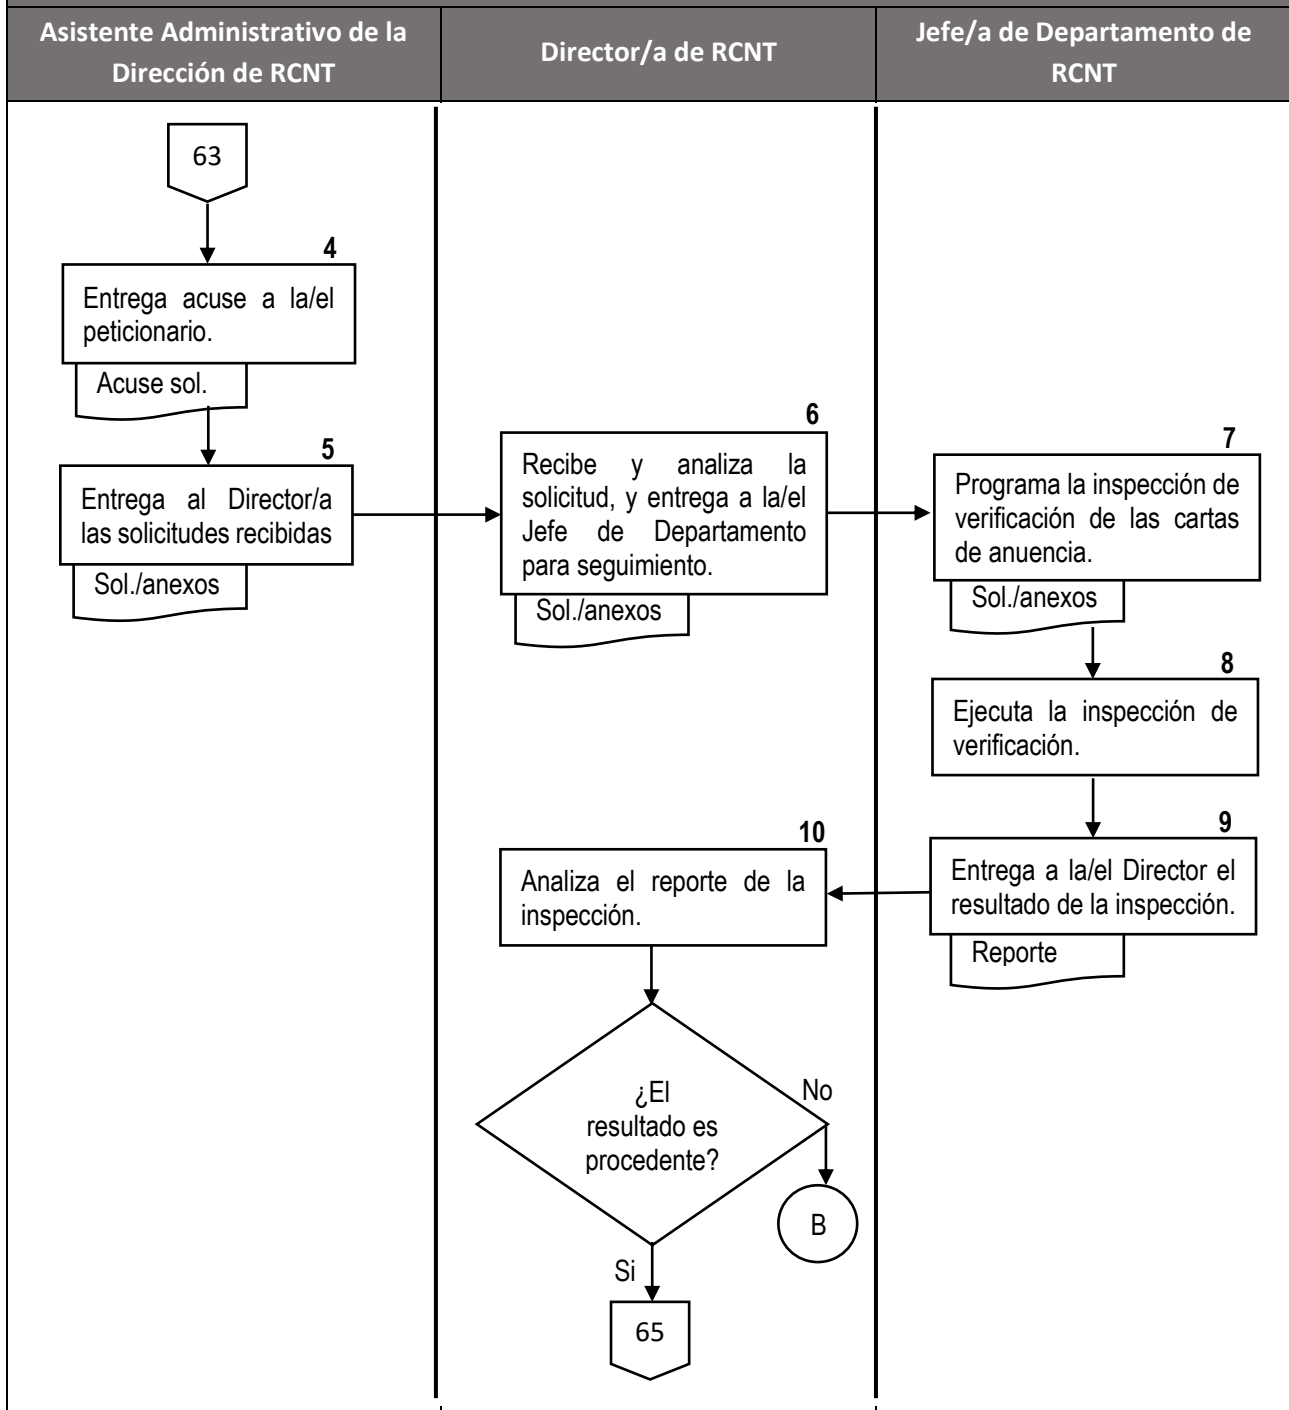 Asistente Administrativo de la
Dirección de RCNT
Director/a de RCNT
Jefe/a de Departamento de
RCNT
63
4
Entrega acuse a la/el
peticionario.
Acuse sol.
5
Entrega al Director/a
las solicitudes recibidas
Sol./anexos
6
Recibe y analiza la
solicitud, y entrega a la/el
Jefe de Departamento
para seguimiento.
Sol./anexos
7
Programa la inspección de
verificación de las cartas
de anuencia.
Sol./anexos
8
Ejecuta la inspección de
verificación.
9
Entrega a la/el Director el
resultado de la inspección.
Reporte
10
Analiza el reporte de la
inspección.
¿El
resultado es
procedente?
No
B
Si
65